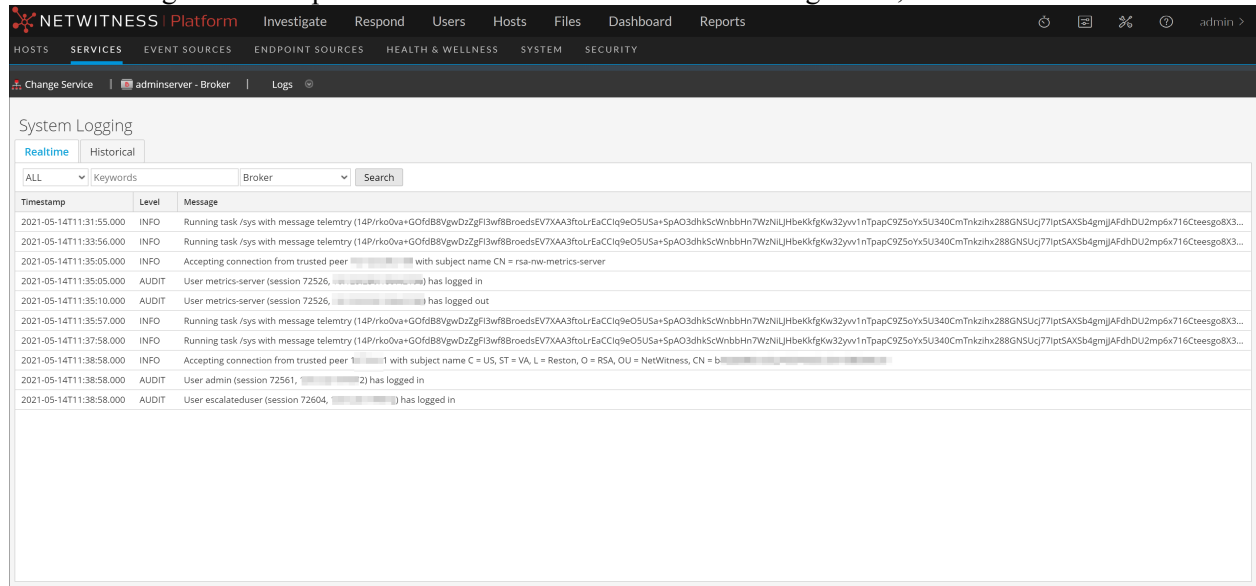 NETWITNESS Platform Investigate Respond Users Hosts Files Dashboard Reports admin >
HOSTS SERVICES EVENT SOURCES ENDPOINT SOURCES HEALTH & WELLNESS SYSTEM SECURITY
Change Service adminserver - Broker Logs
System Logging
Realtime Historical
ALL Keywords Broker Search
Timestamp Level Message
2021-05-14T11:31:55.000 INFO Running task /sys with message telemtry
2021-05-14T11:33:56.000 INFO Running task /sys with message telemtry
2021-05-14T11:35:05.000 INFO Accepting connection from trusted peer with subject name CN = rsa-nw-metrics-server
2021-05-14T11:35:05.000 AUDIT User metrics-server (session 72526, ) has logged in
2021-05-14T11:35:10.000 AUDIT User metrics-server (session 72526, has logged out
2021-05-14T11:35:57.000 INFO Running task /sys with message telemtry
2021-05-14T11:37:58.000 INFO Running task /sys with message telemtry
2021-05-14T11:38:58.000 INFO Accepting connection from trusted peer with subject name C = US, ST = VA, L = Reston, O = RSA, OU = NetWitness, CN =
2021-05-14T11:38:58.000 AUDIT User admin (session 72561, 2) has logged in
2021-05-14T11:38:58.000 AUDIT User escalateduser (session 72604, ) has logged in